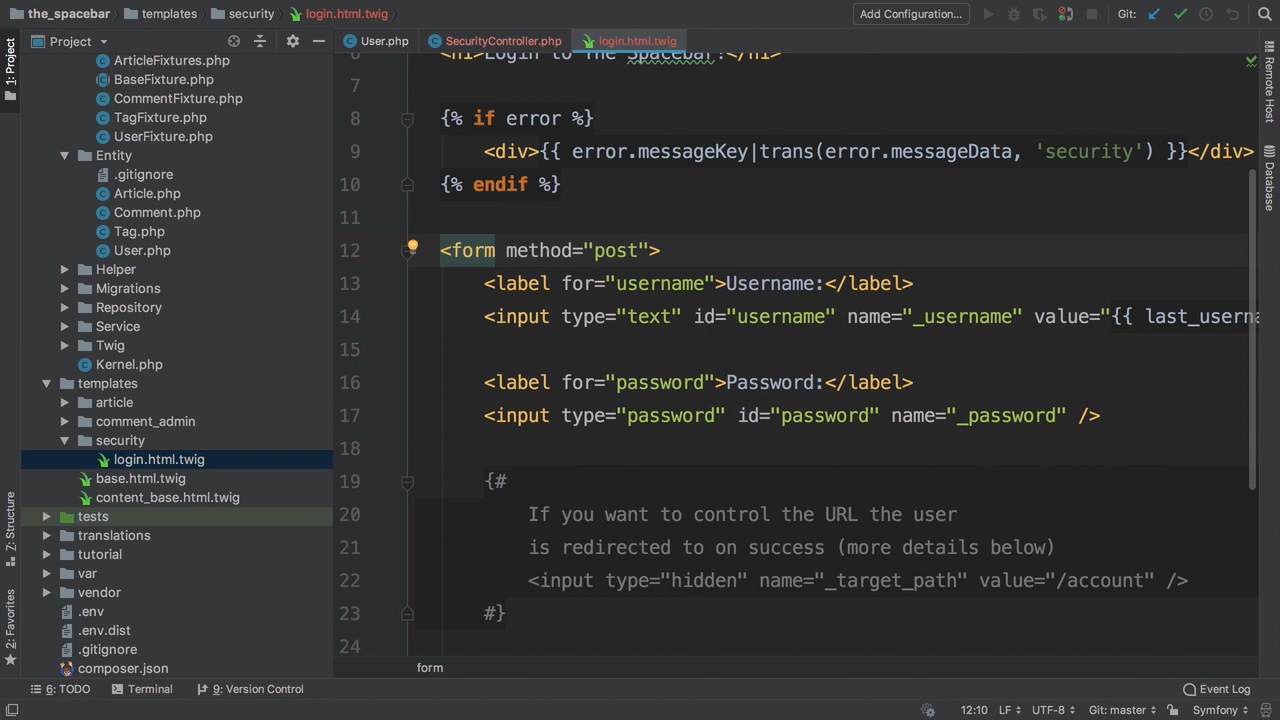 the_spacebar templates security login.html.twig Add Configuration... Git:
1: Project
Z: Structure
2: Favorites
Project
ArticleFixtures.php
BaseFixture.php
CommentFixture.php
TagFixture.php
UserFixture.php
Entity
.gitignore
Article.php
Comment.php
Tag.php
User.php
Helper
Migrations
Repository
Service
Twig
Kernel.php
templates
article
comment_admin
security
login.html.twig
base.html.twig
content_base.html.twig
tests
translations
tutorial
var
vendor
.env
.env.dist
.gitignore
composer.json
User.php SecurityController.php login.html.twig
6 <h1>Login to The Spacebar!</h1>
7
8 {% if error %}
9 <div>{{ error.messageKey|trans(error.messageData, 'security') }}</div>
10 {% endif %}
11
12 <form method="post">
13 <label for="username">Username:</label>
14 <input type="text" id="username" name="_username" value="{{ last_userna
15
16 <label for="password">Password:</label>
17 <input type="password" id="password" name="_password" />
18
19 {#
20 If you want to control the URL the user
21 is redirected to on success (more details below)
22 <input type="hidden" name="_target_path" value="/account" />
23 #}
24
form
Remote Host
Database
6: TODO Terminal 9: Version Control Event Log
12:10 LF UTF-8 Git: master Symfony